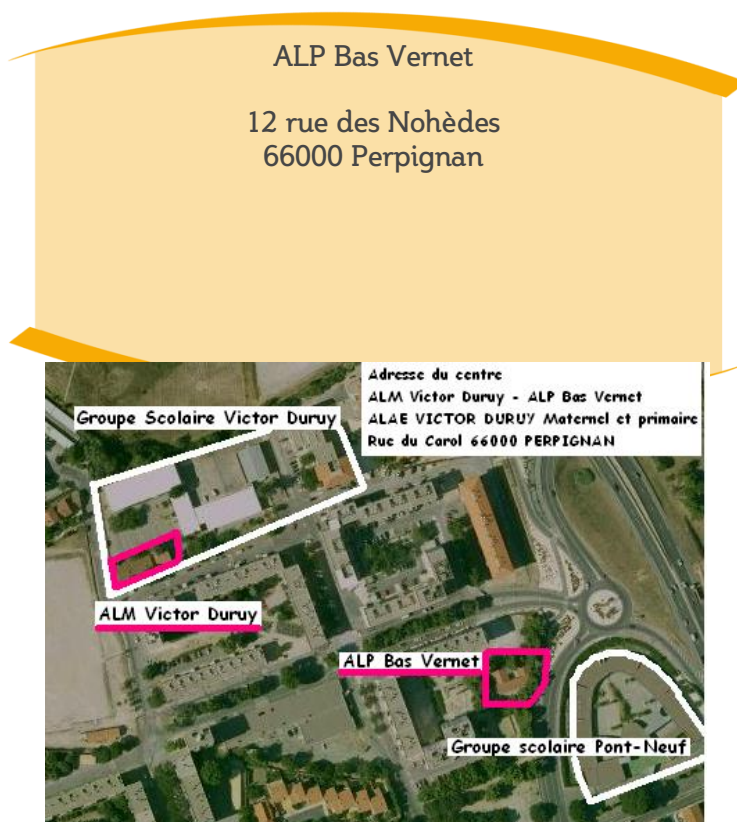 ALP Bas Vernet
12 rue des Nohèdes
66000 Perpignan
Adresse du centre
ALM Victor Duruy - ALP Bas Vernet
ALAE VICTOR DURUY Maternel et primaire
Rue du Carol 66000 PERPIGNAN
Groupe Scolaire Victor Duruy
ALM Victor Duruy
ALP Bas Vernet
Groupe scolaire Pont-Neuf